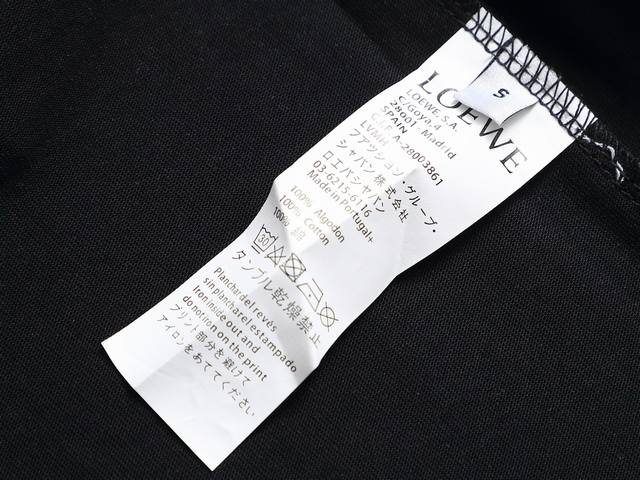 LOEWE
S
LOEWE, S.A.
C/Goya, 4
28001 - Madrid
SPAIN
CIF A-28003861
LVMH
ファッション・グループ・
ジャパン 株式会社
ロエベジャパン
03-6215-6116
Made in Portugal+
100% Algodon
100% Cotton
100% 綿
30
タンブル乾燥禁止
Planchar del revés
sin planchar el estampado
iron inside out and
do not iron on the print
プリント部分を避けて
アイロンをあててください